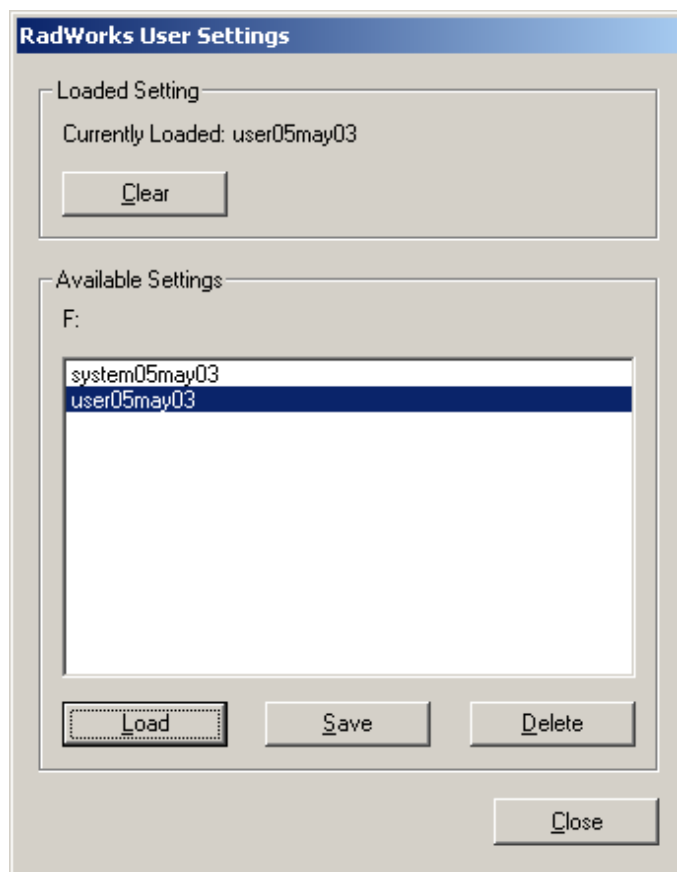 RadWorks User Settings
Loaded Setting
Currently Loaded: user05may03
Clear
Available Settings
F:
system05may03
user05may03
Load Save Delete
Close